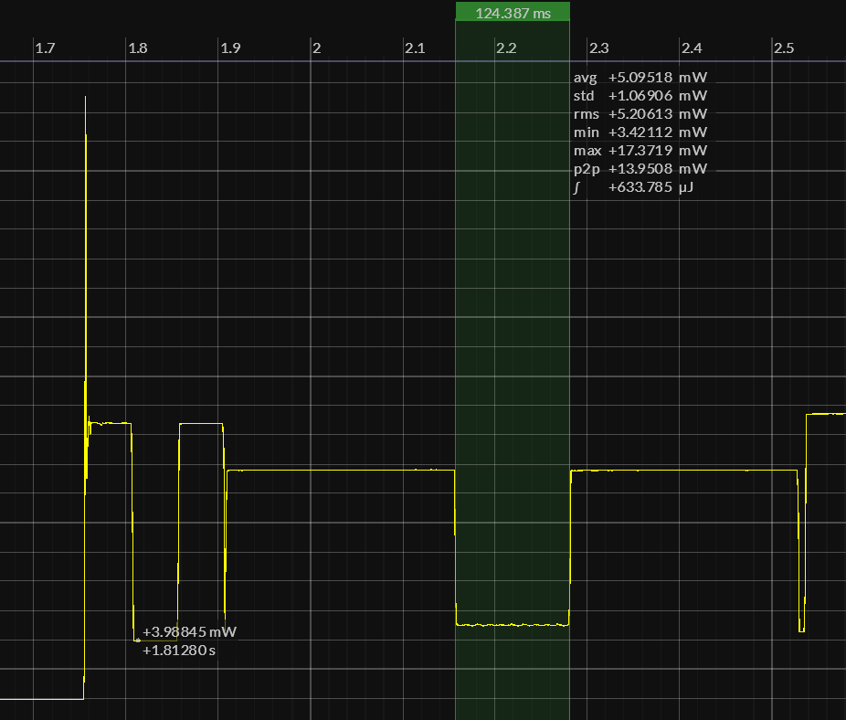 124.387 ms
1.7 1.8 1.9 2 2.1 2.2 2.3 2.4 2.5
avg +5.09518 mW
std +1.06906 mW
rms +5.20613 mW
min +3.42112 mW
max +17.3719 mW
p2p +13.9508 mW
∫ +633.785 µJ
+3.98845 mW
+1.81280 s